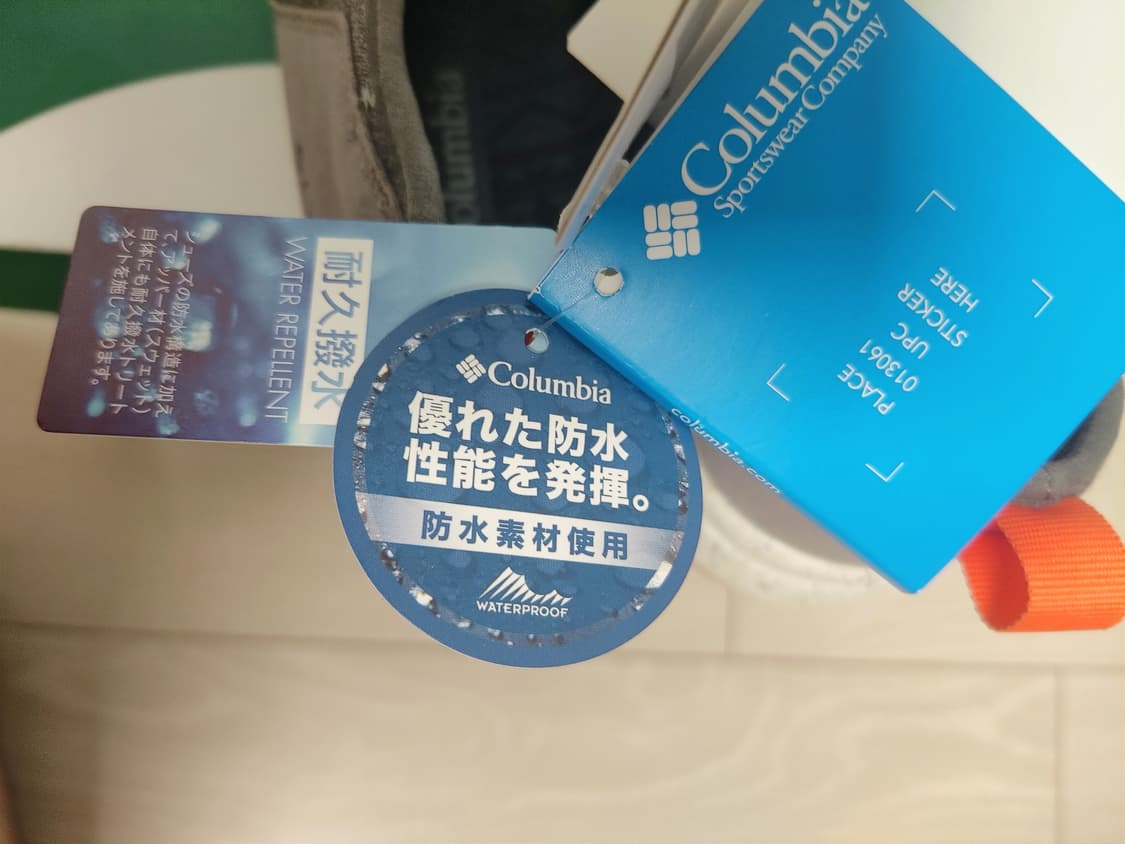 Columbia
Sportswear Company
PLACE
013061
UPC
STICKER
HERE
columbia.com
Columbia
優れた防水
性能を発揮。
防水素材使用
WATERPROOF
耐久撥水
WATER REPELLENT
シューズの防水構造に加え
て、アッパー材（スウェット）
自体にも耐久撥水トリート
メントを施してあります。
Columbia